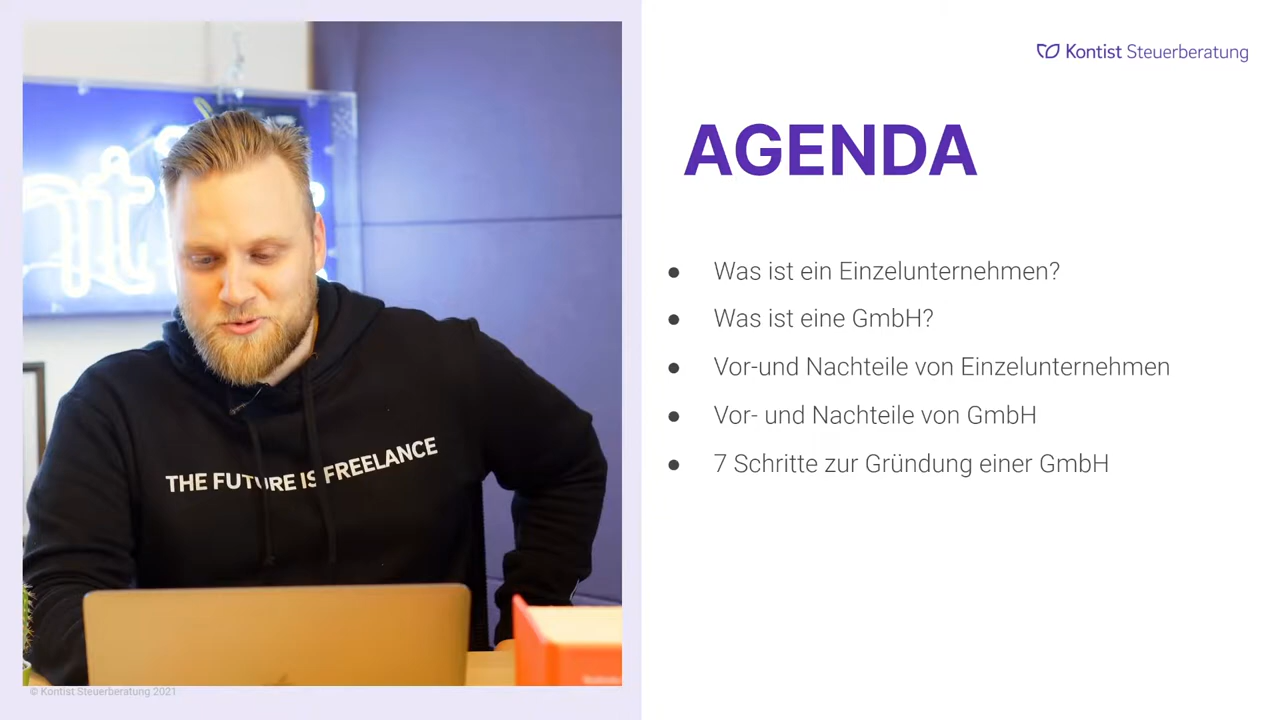 Kontist Steuerberatung
AGENDA
● Was ist ein Einzelunternehmen?
● Was ist eine GmbH?
● Vor-und Nachteile von Einzelunternehmen
● Vor- und Nachteile von GmbH
● 7 Schritte zur Gründung einer GmbH
THE FUTURE IS FREELANCE
© Kontist Steuerberatung 2021